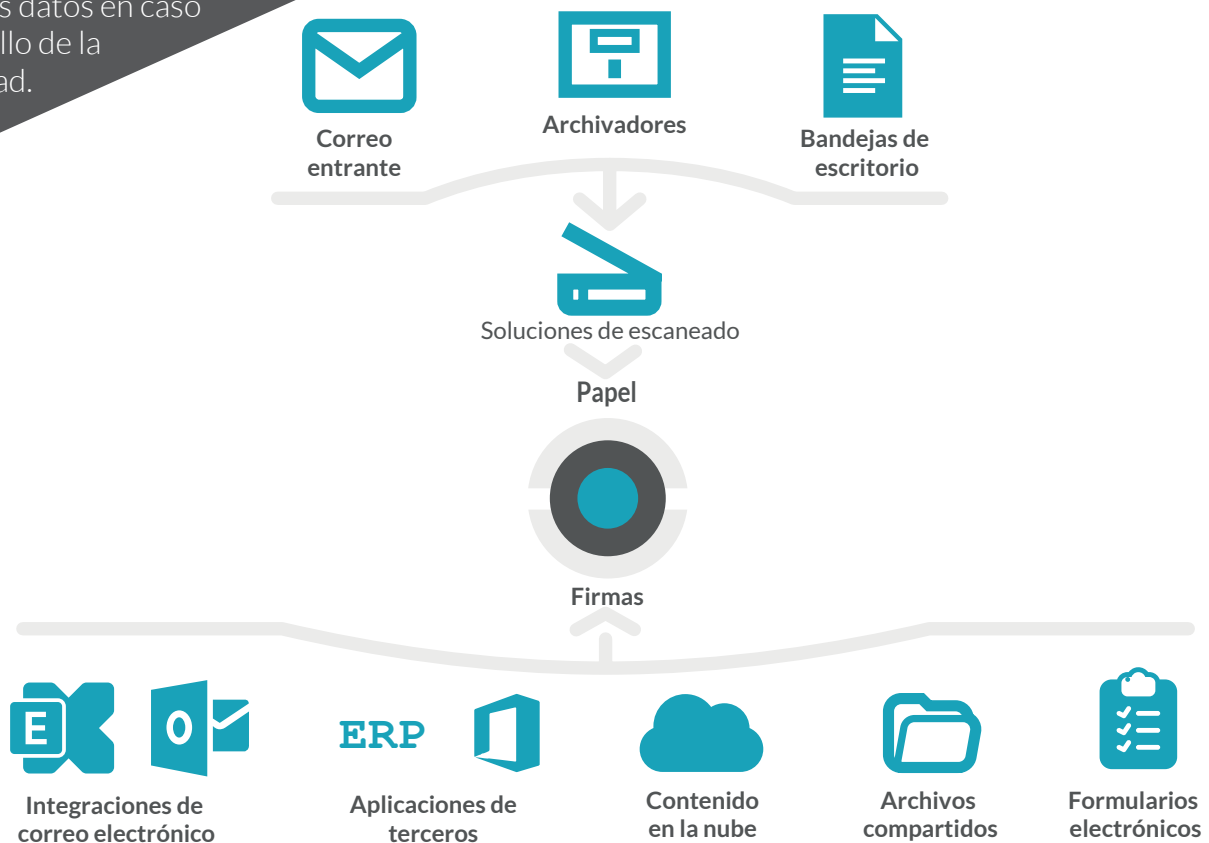 s datos en caso
llo de la
ad.
Correo
entrante
Archivadores
Bandejas de
escritorio
Soluciones de escaneado
Papel
Firmas
E
O
ERP
Integraciones de
correo electrónico
Aplicaciones de
terceros
Contenido
en la nube
Archivos
compartidos
Formularios
electrónicos